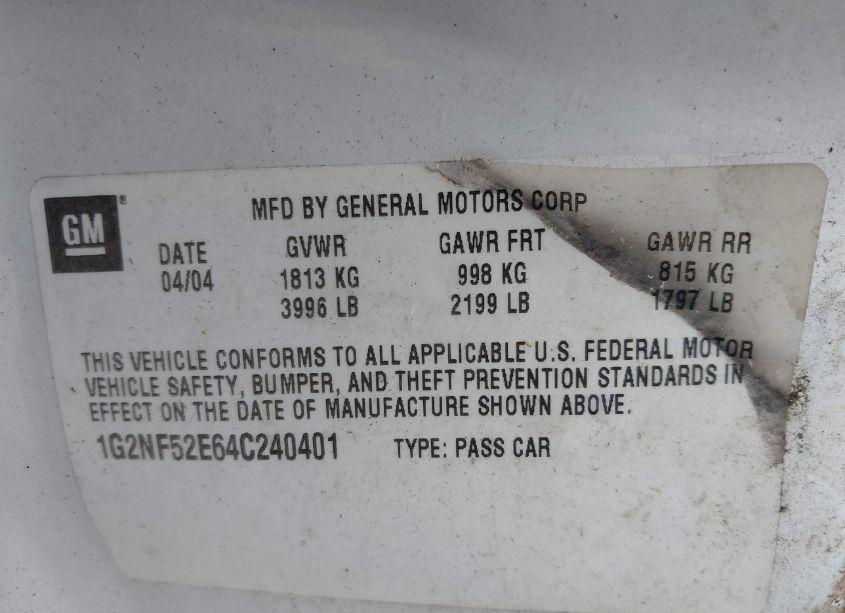 GM ®
MFD BY GENERAL MOTORS CORP
DATE GVWR GAWR FRT GAWR RR
04/04 1813 KG 998 KG 815 KG
3996 LB 2199 LB 1797 LB
THIS VEHICLE CONFORMS TO ALL APPLICABLE U.S. FEDERAL MOTOR
VEHICLE SAFETY, BUMPER, AND THEFT PREVENTION STANDARDS IN
EFFECT ON THE DATE OF MANUFACTURE SHOWN ABOVE.
1G2NF52E64C240401 TYPE: PASS CAR